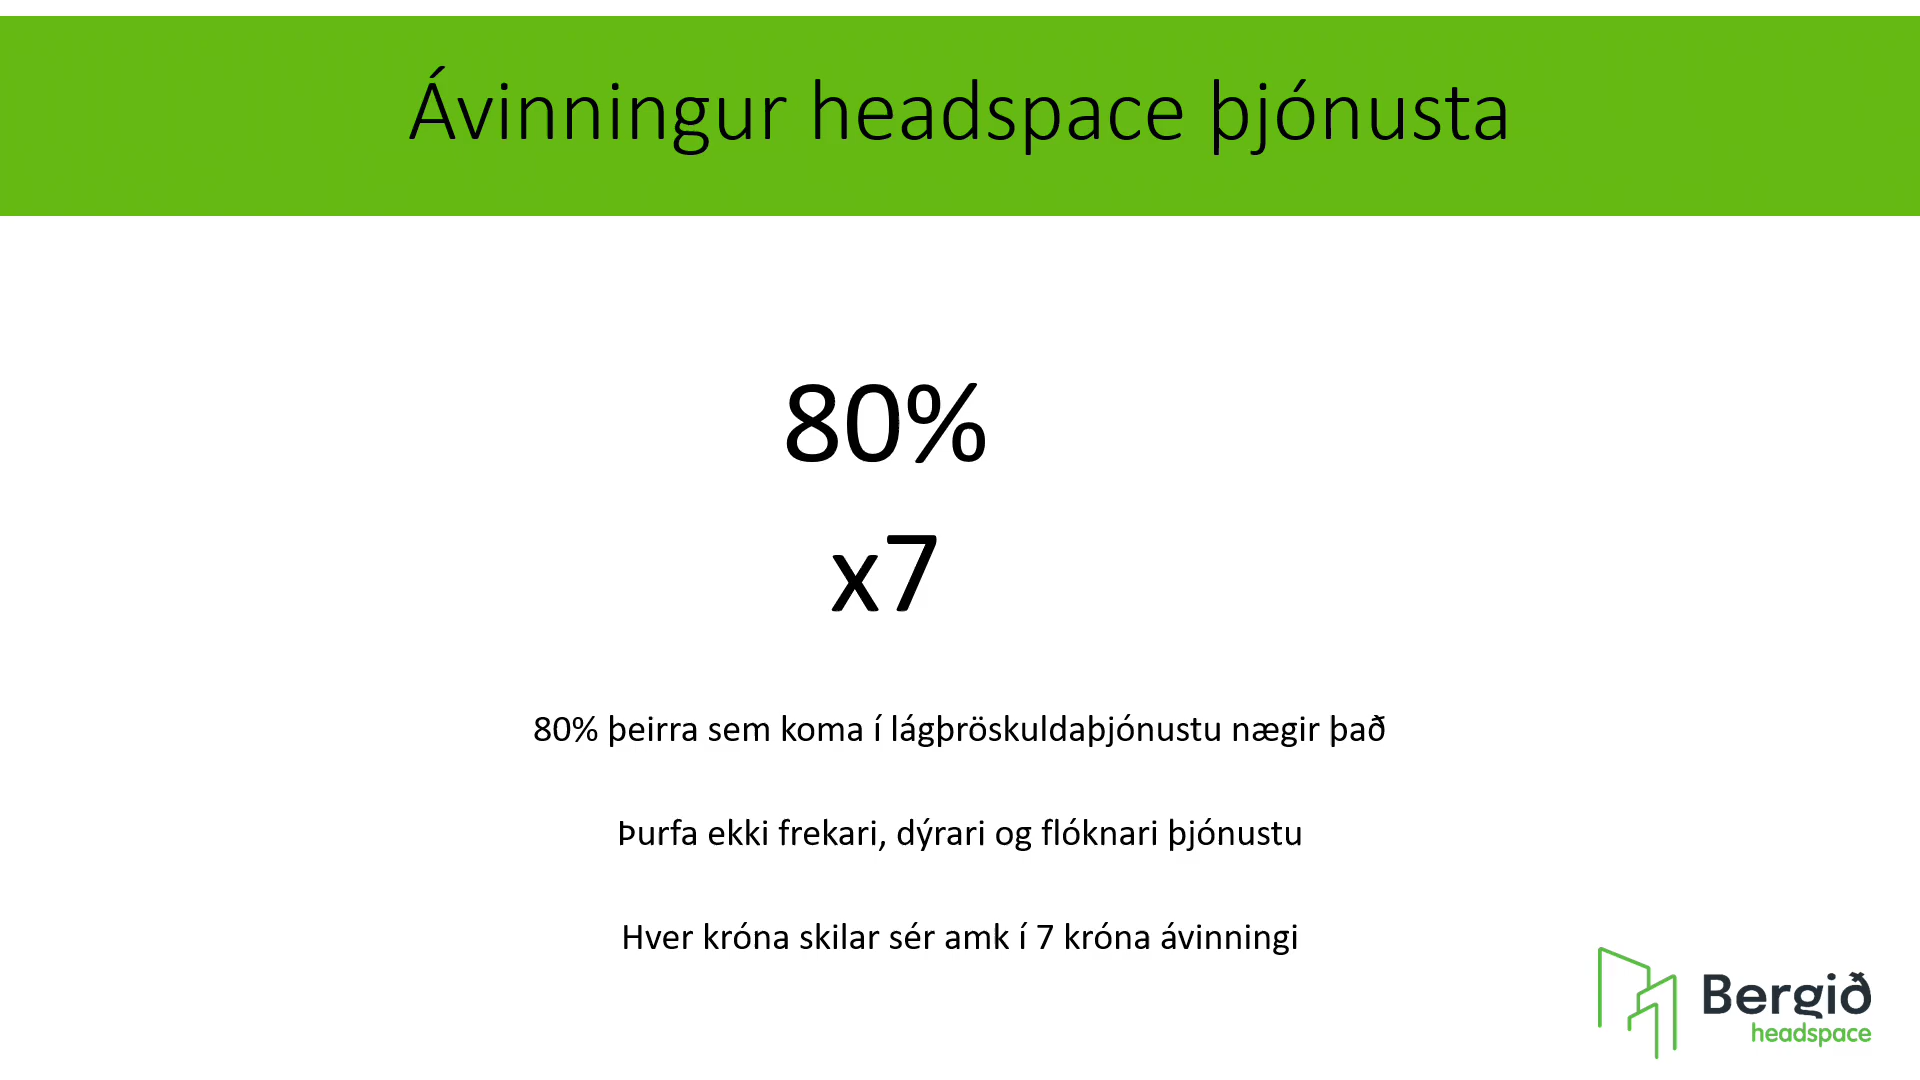 Ávinningur headspace þjónusta
80%
x7
80% þeirra sem koma í lágþröskuldaþjónustu nægir það
Þurfa ekki frekari, dýrari og flóknari þjónustu
Hver króna skilar sér amk í 7 króna ávinningi
Bergið
headspace